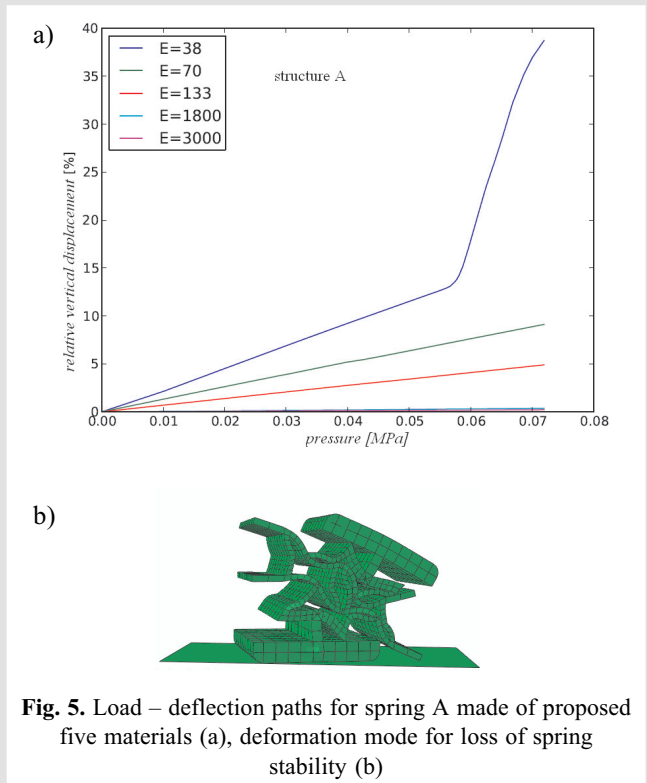 a)
40
35
30
25
20
15
10
5
0
relative vertical displacement [%]
E=38
E=70
E=133
E=1800
E=3000
structure A
0.00 0.01 0.02 0.03 0.04 0.05 0.06 0.07 0.08
pressure [MPa]
b)
Fig. 5. Load – deflection paths for spring A made of proposed
five materials (a), deformation mode for loss of spring
stability (b)